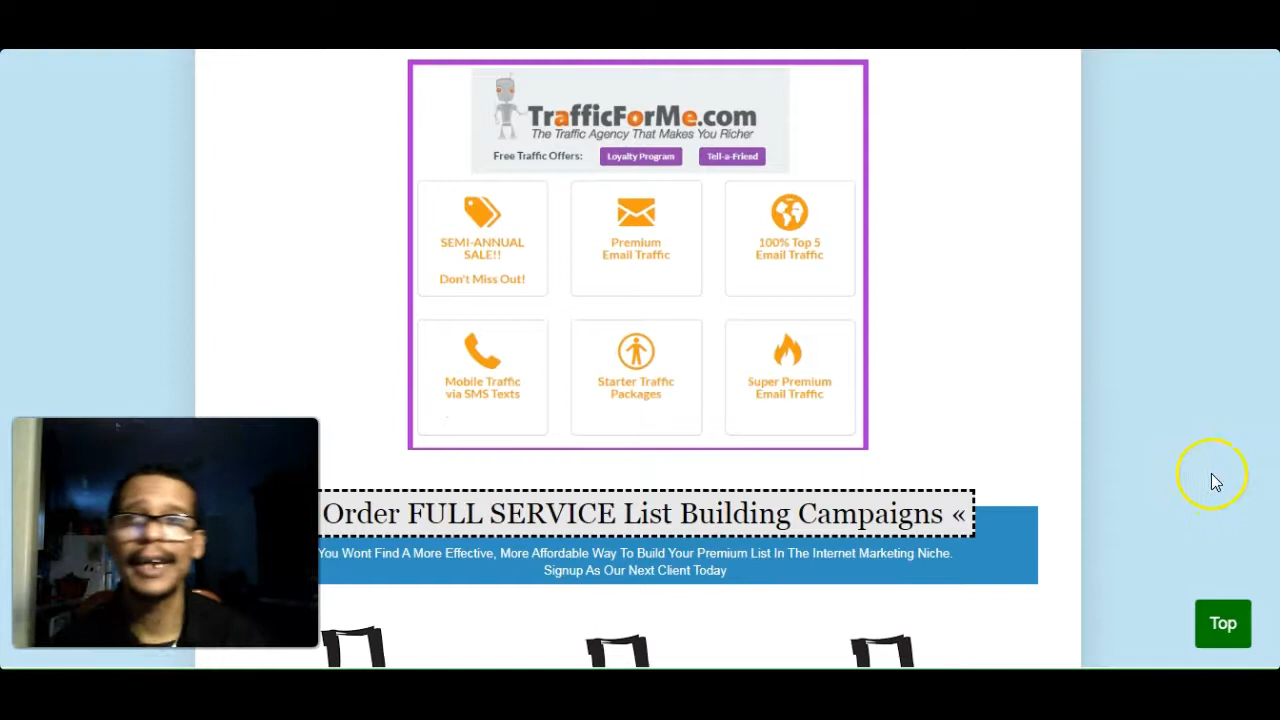 TrafficForMe.com
The Traffic Agency That Makes You Richer
Free Traffic Offers: Loyalty Program Tell-a-Friend
SEMI-ANNUAL
SALE!!
Don't Miss Out!
Premium
Email Traffic
100% Top 5
Email Traffic
Mobile Traffic
via SMS Texts
Starter Traffic
Packages
Super Premium
Email Traffic
Order FULL SERVICE List Building Campaigns «
You Wont Find A More Effective, More Affordable Way To Build Your Premium List In The Internet Marketing Niche.
Signup As Our Next Client Today
Top